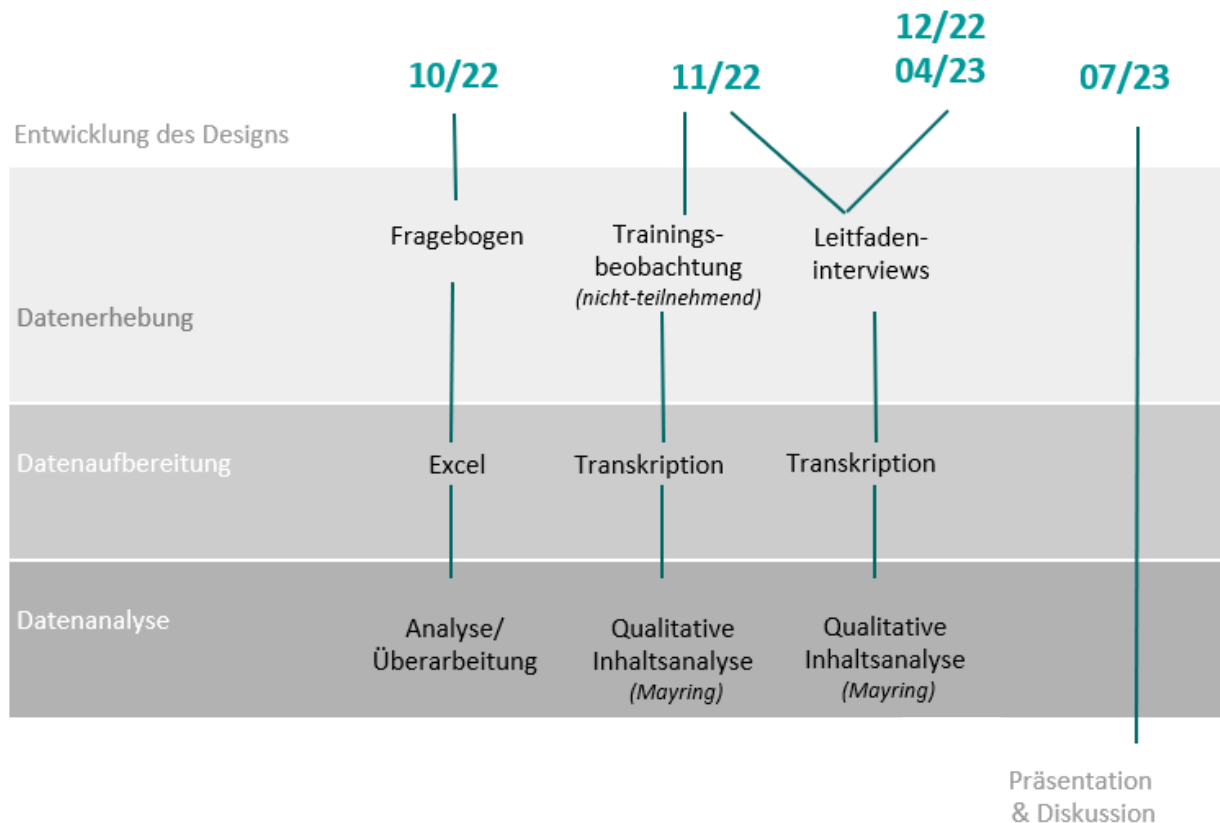 12/22
10/22
11/22
04/23
07/23
Entwicklung des Designs
Fragebogen
Trainings-
beobachtung
(nicht-teilnehmend)
Leitfaden-
interviews
Datenerhebung
Datenaufbereitung
Excel
Transkription
Transkription
Datenanalyse
Analyse/
Überarbeitung
Qualitative
Inhaltsanalyse
(Mayring)
Qualitative
Inhaltsanalyse
(Mayring)
Präsentation
& Diskussion